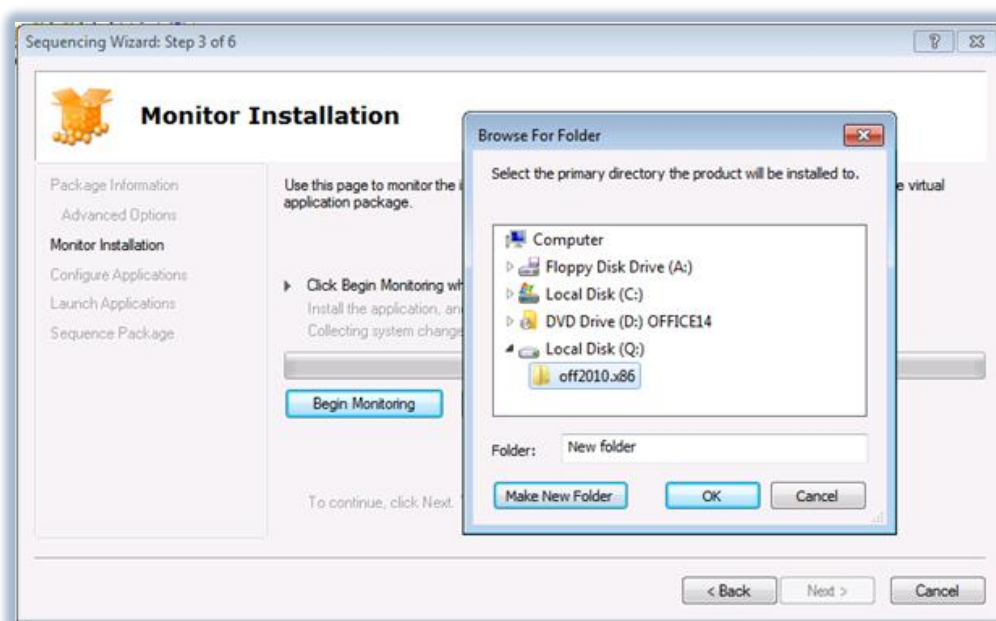 Sequencing Wizard: Step 3 of 6
Monitor Installation
Package Information
Advanced Options
Monitor Installation
Configure Applications
Launch Applications
Sequence Package
Use this page to monitor the
e virtual
application package.
Click Begin Monitoring
Install the application,
Collecting system change
Begin Monitoring
To continue, click Next.
Browse For Folder
Select the primary directory the product will be installed to.
Computer
Floppy Disk Drive (A:)
Local Disk (C:)
DVD Drive (D:) OFFICE14
Local Disk (Q:)
off2010.x86
Folder: New folder
Make New Folder OK Cancel
< Back Next > Cancel